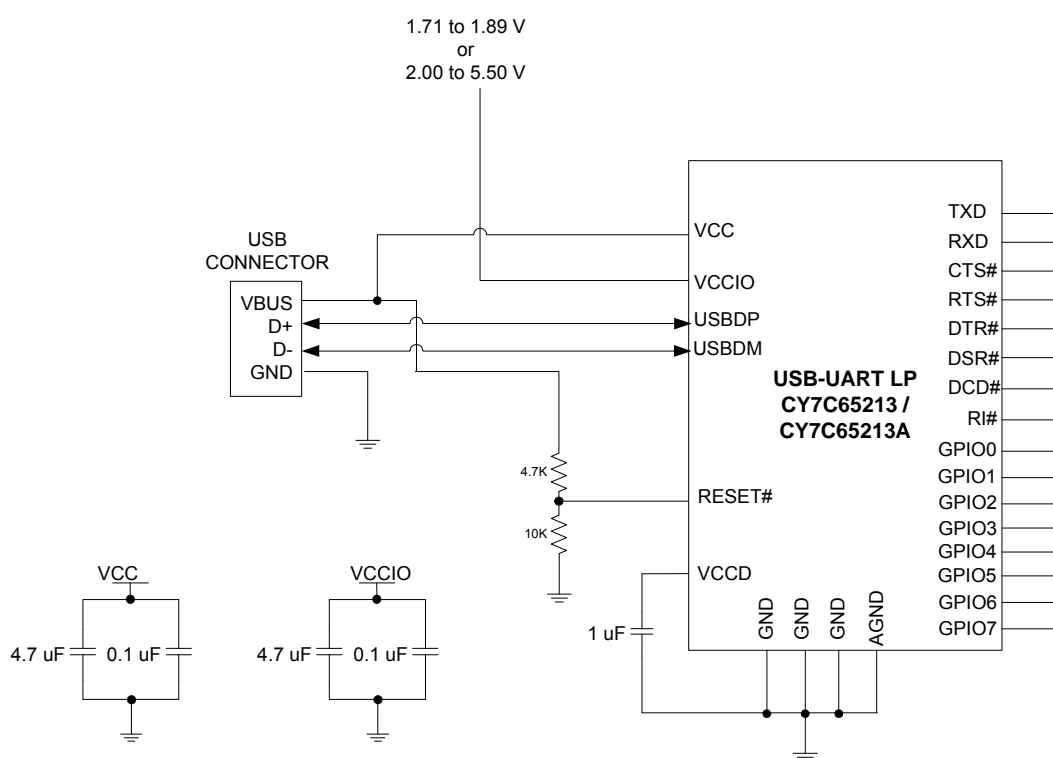 1.71 to 1.89 V
or
2.00 to 5.50 V
USB
CONNECTOR
VBUS
D+
D-
GND
VCC
VCCIO
USBDP
USBDM
RESET#
VCCD
USB-UART LP
CY7C65213 /
CY7C65213A
TXD
RXD
CTS#
RTS#
DTR#
DSR#
DCD#
RI#
GPIO0
GPIO1
GPIO2
GPIO3
GPIO4
GPIO5
GPIO6
GPIO7
GND
GND
GND
AGND
4.7K
10K
1 uF
VCC
4.7 uF
0.1 uF
VCCIO
4.7 uF
0.1 uF